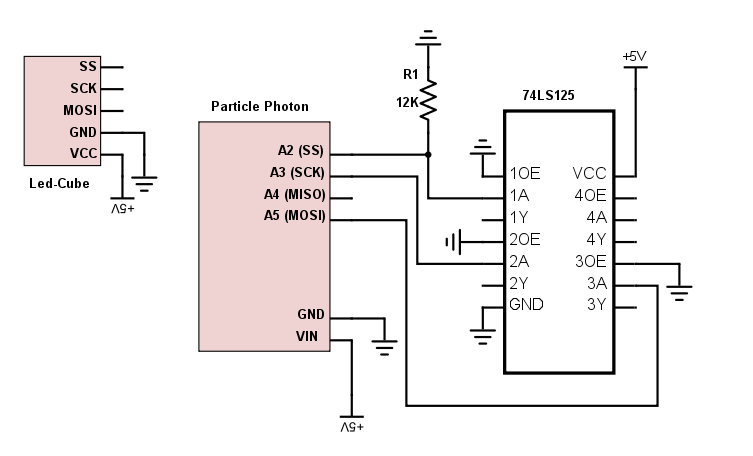 SS
SCK
MOSI
GND
VCC
Led-Cube
+5V
Particle Photon
A2 (SS)
A3 (SCK)
A4 (MISO)
A5 (MOSI)
GND
VIN
+5V
R1
12K
74LS125
+5V
1OE VCC
1A 4OE
1Y 4A
2OE 4Y
2A 3OE
2Y 3A
GND 3Y